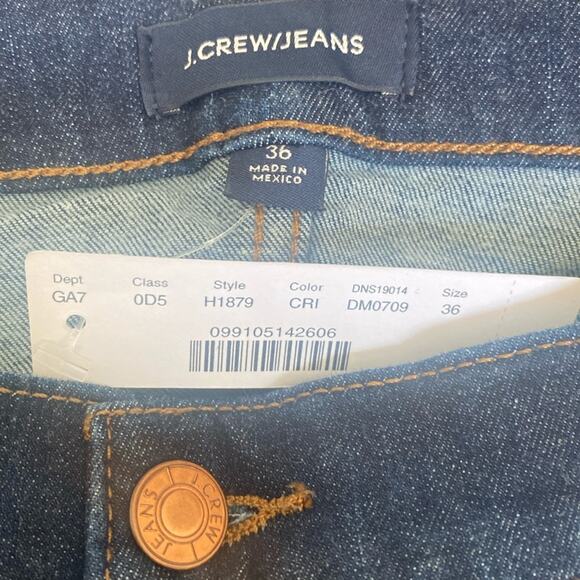 J.CREW/JEANS
36
MADE IN
MEXICO
Dept Class Style Color DNS19014 Size
GA7 0D5 H1879 CRI DM0709 36
099105142606
J.CREW
JEANS